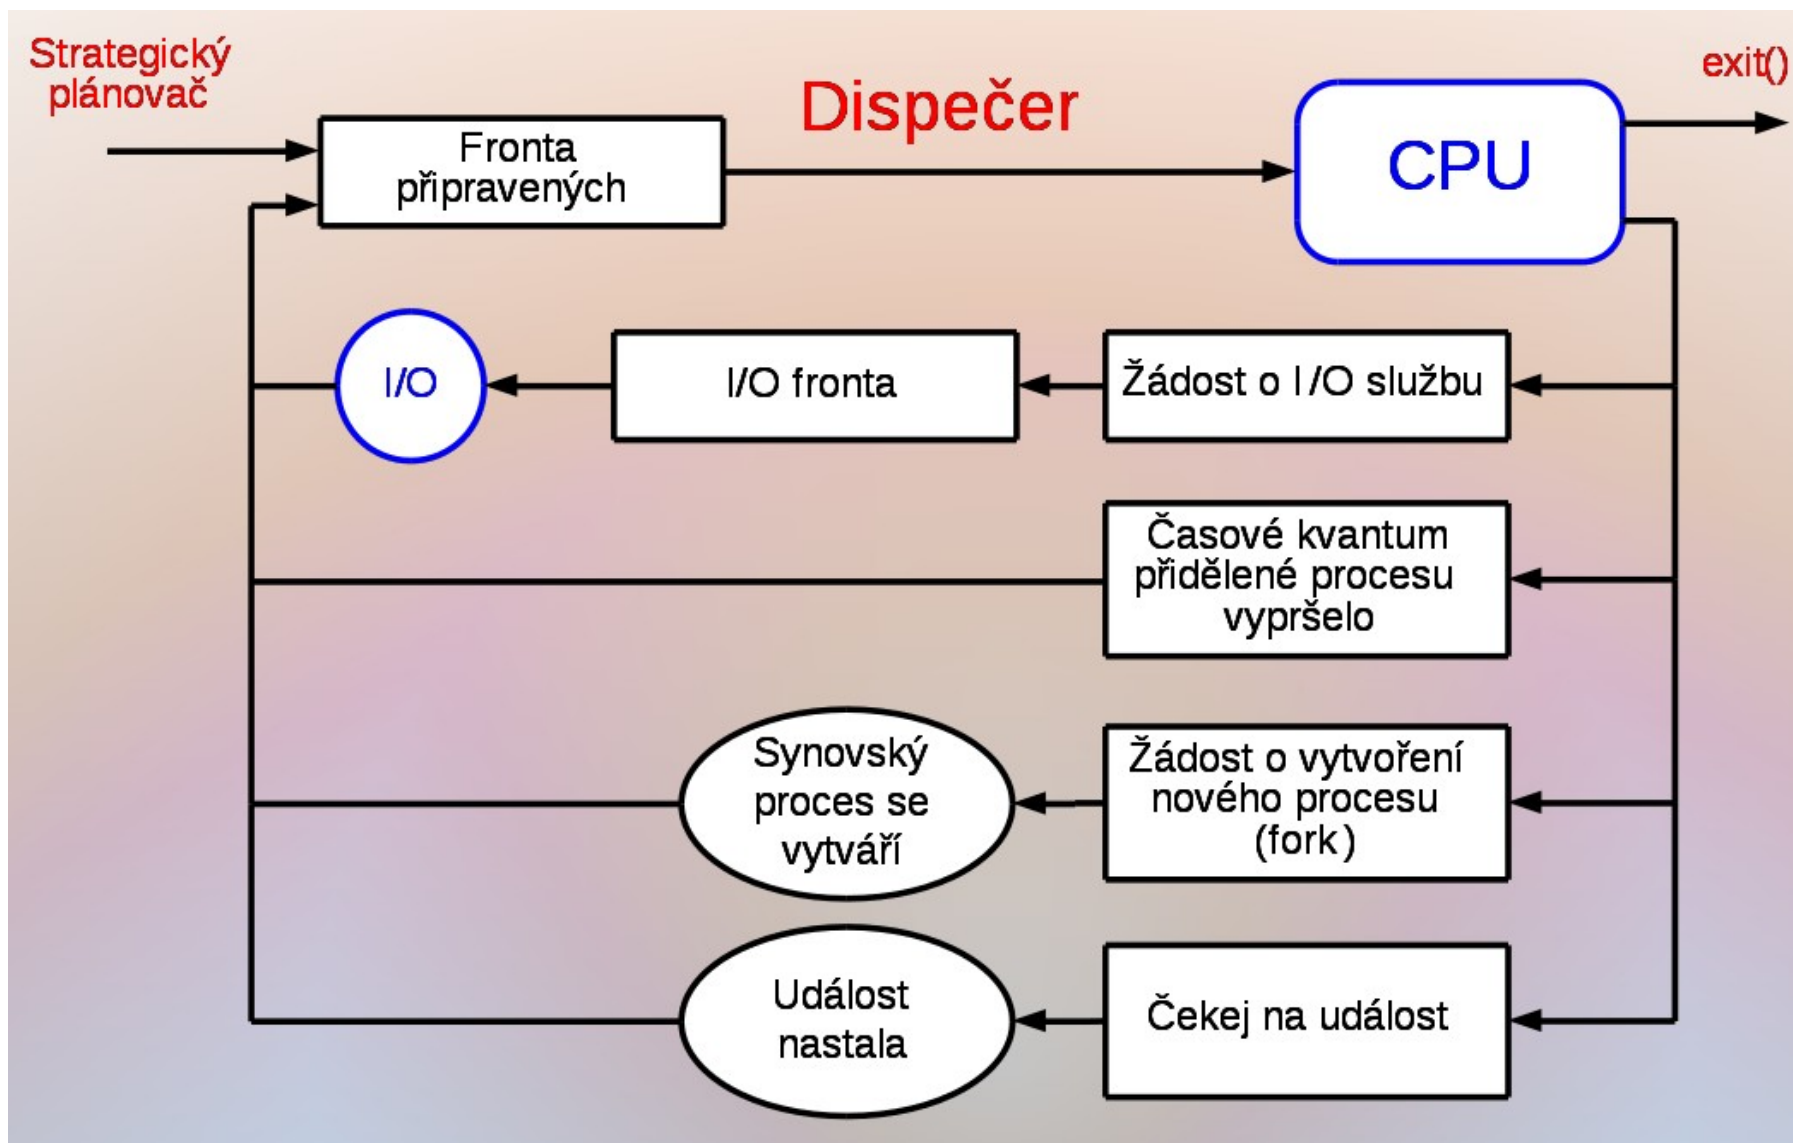 Strategický
plánovač
Dispečer
exit()
Fronta
připravených
CPU
I/O
I/O fronta
Žádost o I/O službu
Časové kvantum
přidělené procesu
vypršelo
Synovský
proces se
vytváří
Žádost o vytvoření
nového procesu
(fork)
Událost
nastala
Čekej na událost